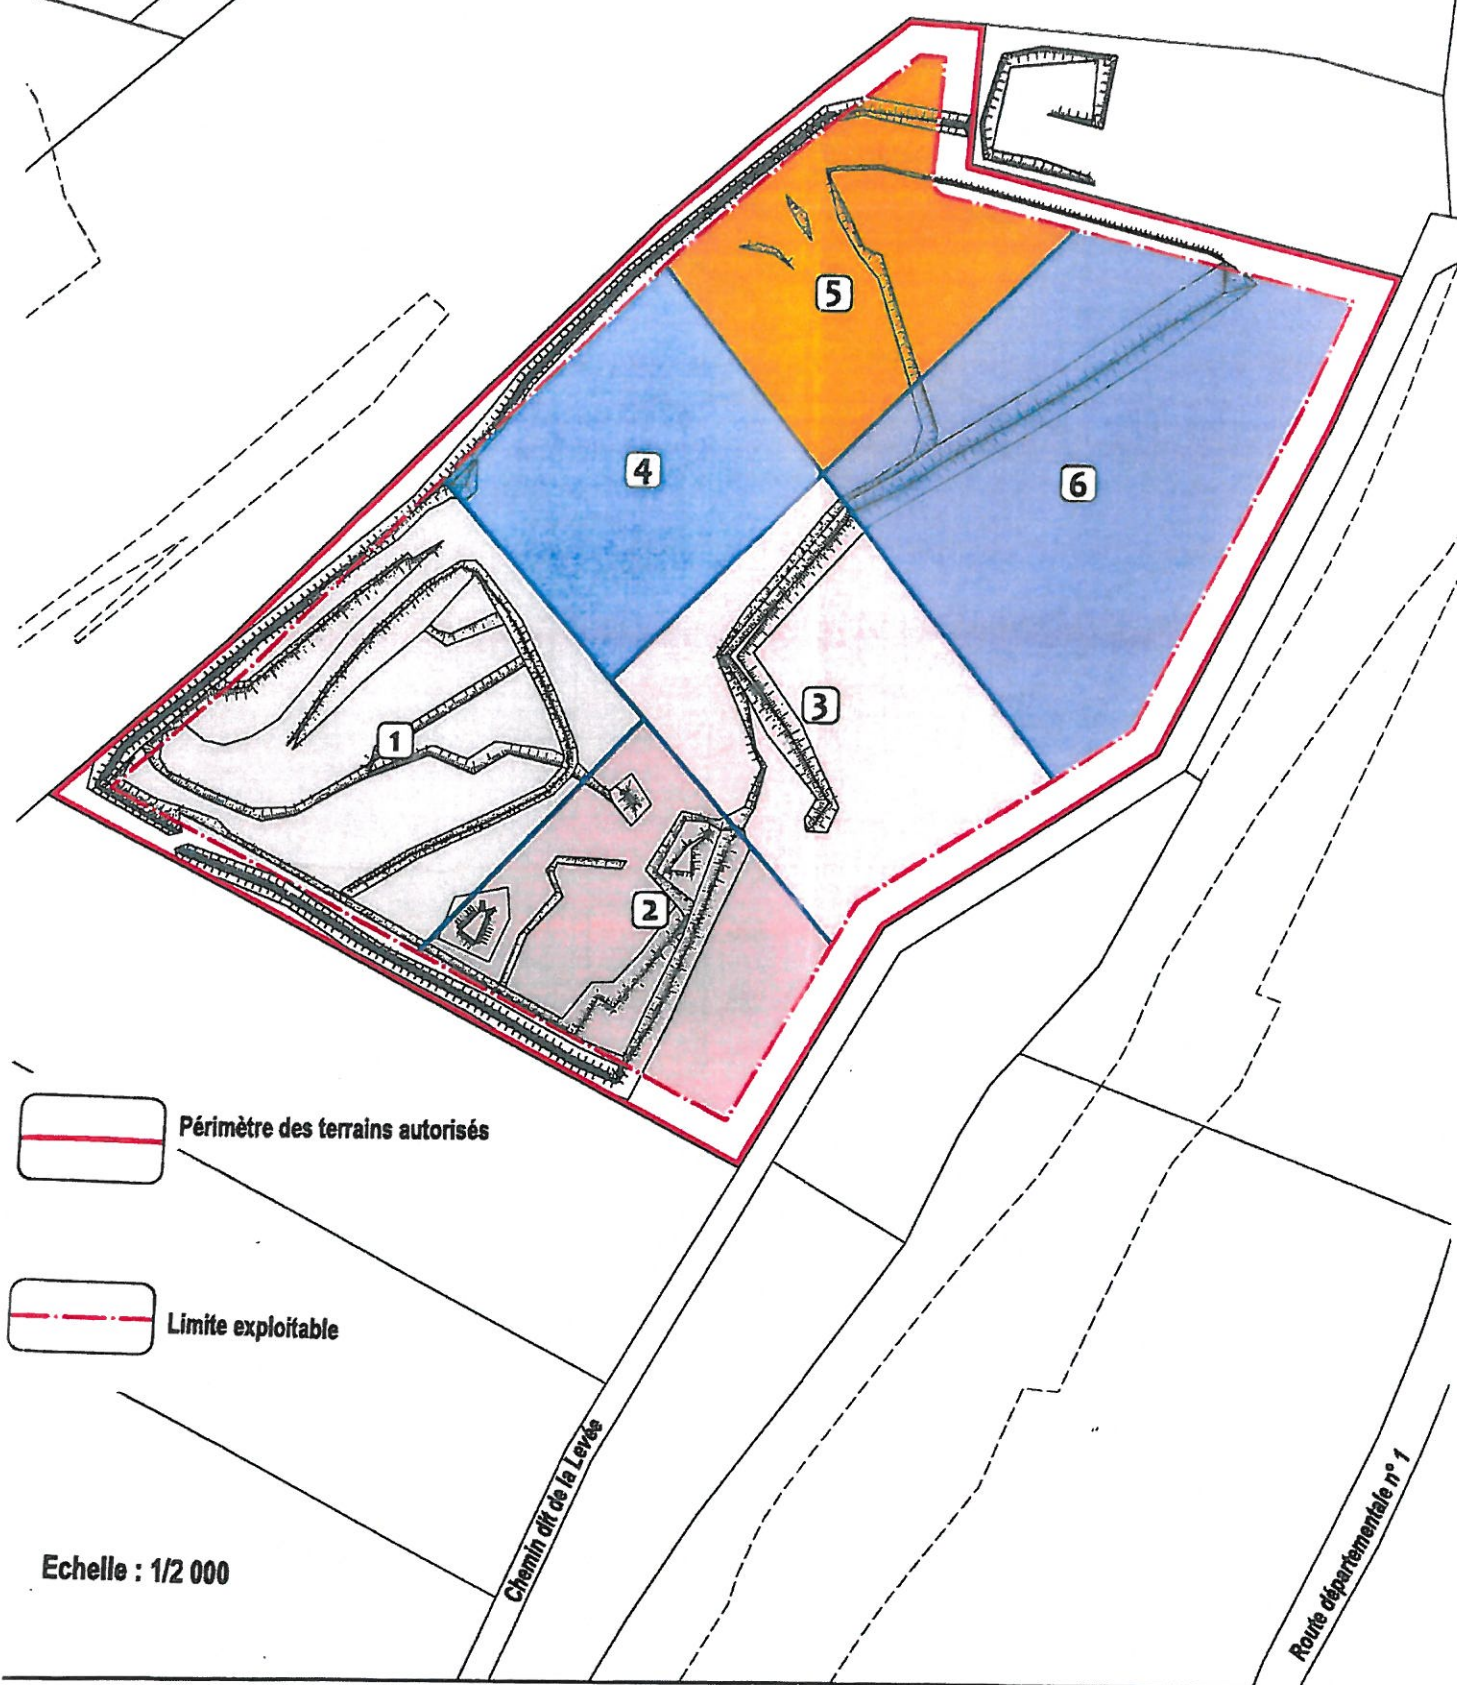 5
4
6
3
1
2
Périmètre des terrains autorisés
Limite exploitable
Chemin dit de la Levée
Route départementale n° 1
Echelle : 1/2 000